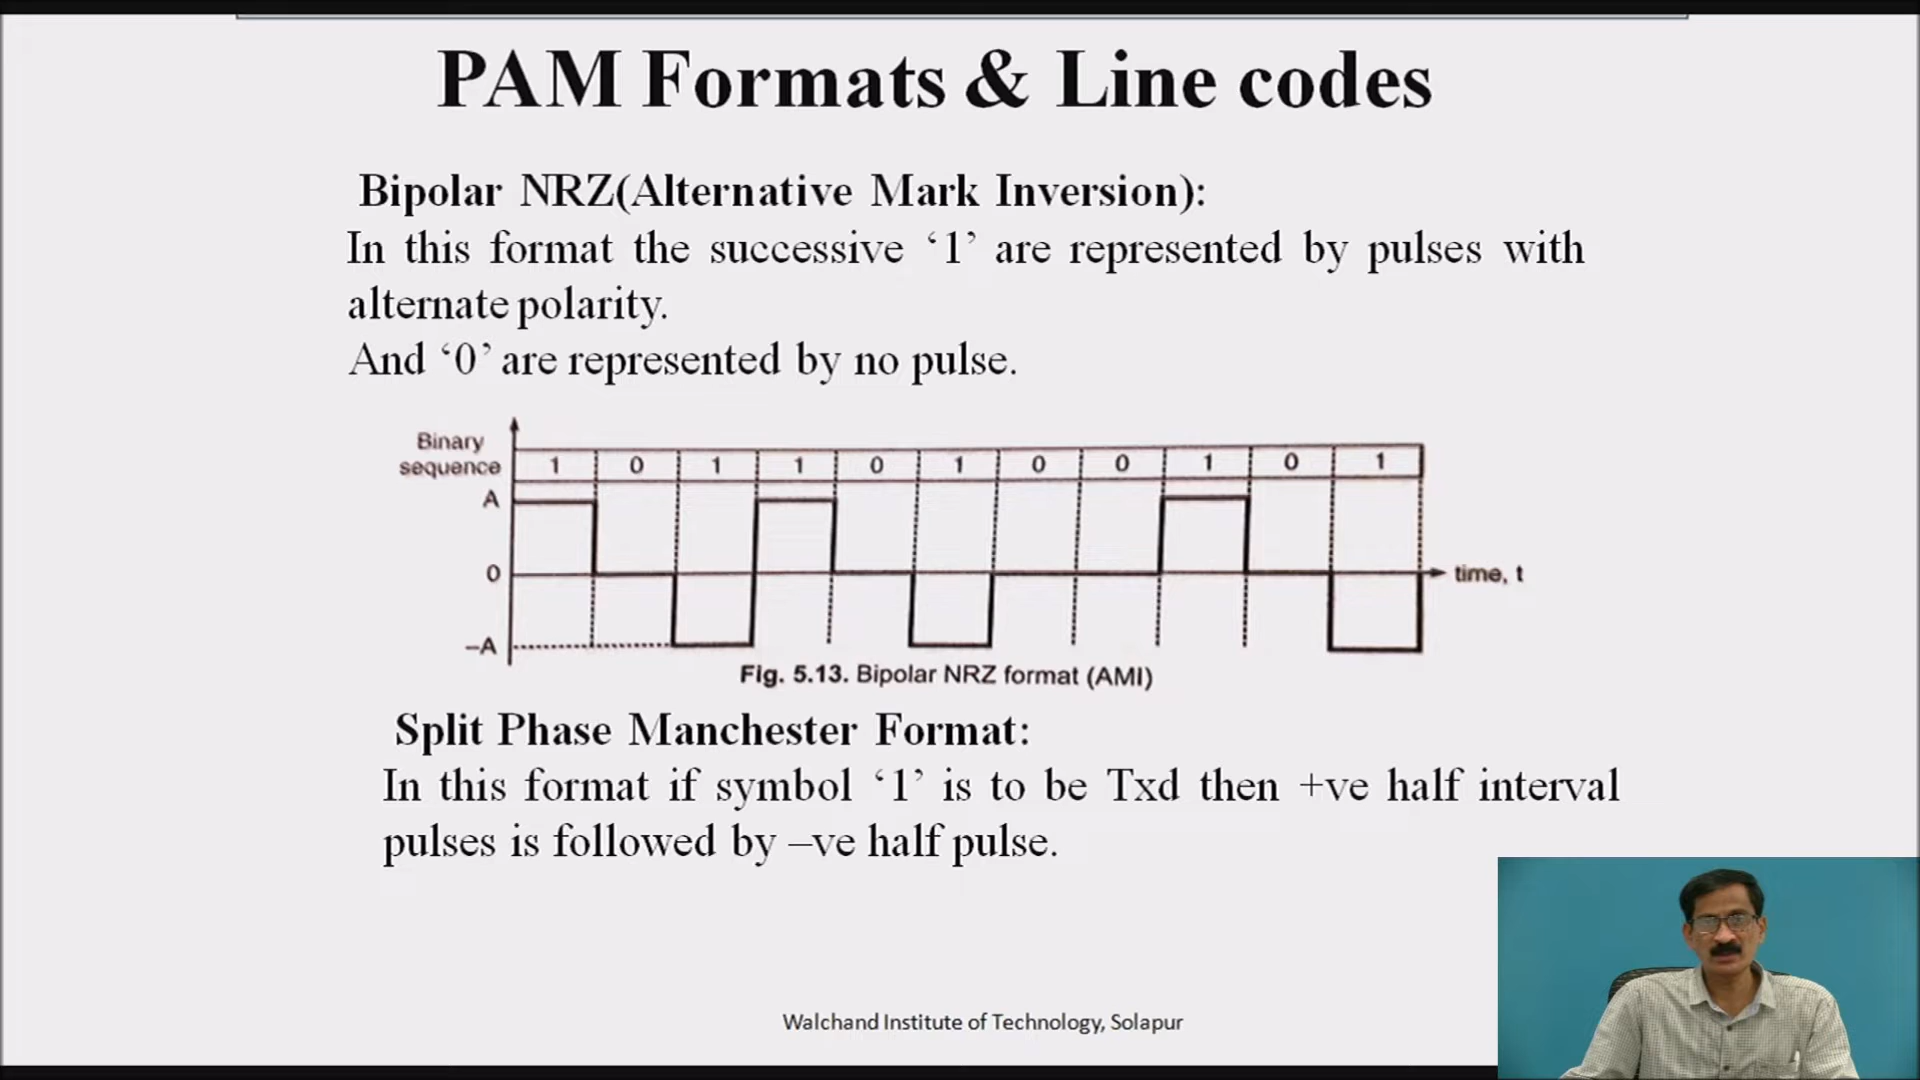 PAM Formats & Line codes
Bipolar NRZ(Alternative Mark Inversion):
In this format the successive ‘1’ are represented by pulses with
alternate polarity.
And ‘0’ are represented by no pulse.
Binary
sequence 1 0 1 1 0 1 0 0 1 0 1
A
0
time, t
–A
Fig. 5.13. Bipolar NRZ format (AMI)
Split Phase Manchester Format:
In this format if symbol ‘1’ is to be Txd then +ve half interval
pulses is followed by –ve half pulse.
Walchand Institute of Technology, Solapur